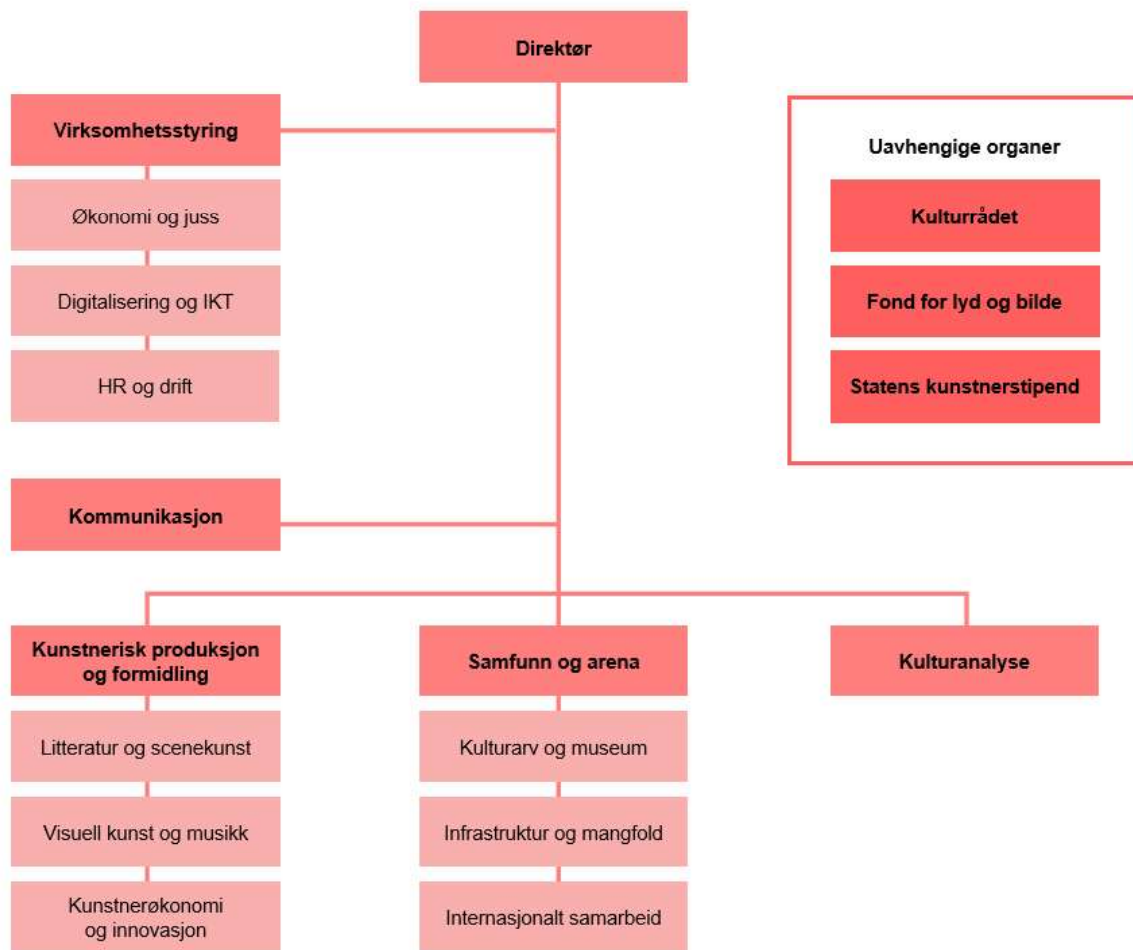 Direktør
Virksomhetsstyring
Økonomi og juss
Digitalisering og IKT
HR og drift
Uavhengige organer
Kulturrådet
Fond for lyd og bilde
Statens kunstnerstipend
Kommunikasjon
Kunstnerisk produksjon
og formidling
Litteratur og scenekunst
Visuell kunst og musikk
Kunstnerøkonomi
og innovasjon
Samfunn og arena
Kulturarv og museum
Infrastruktur og mangfold
Internasjonalt samarbeid
Kulturanalyse